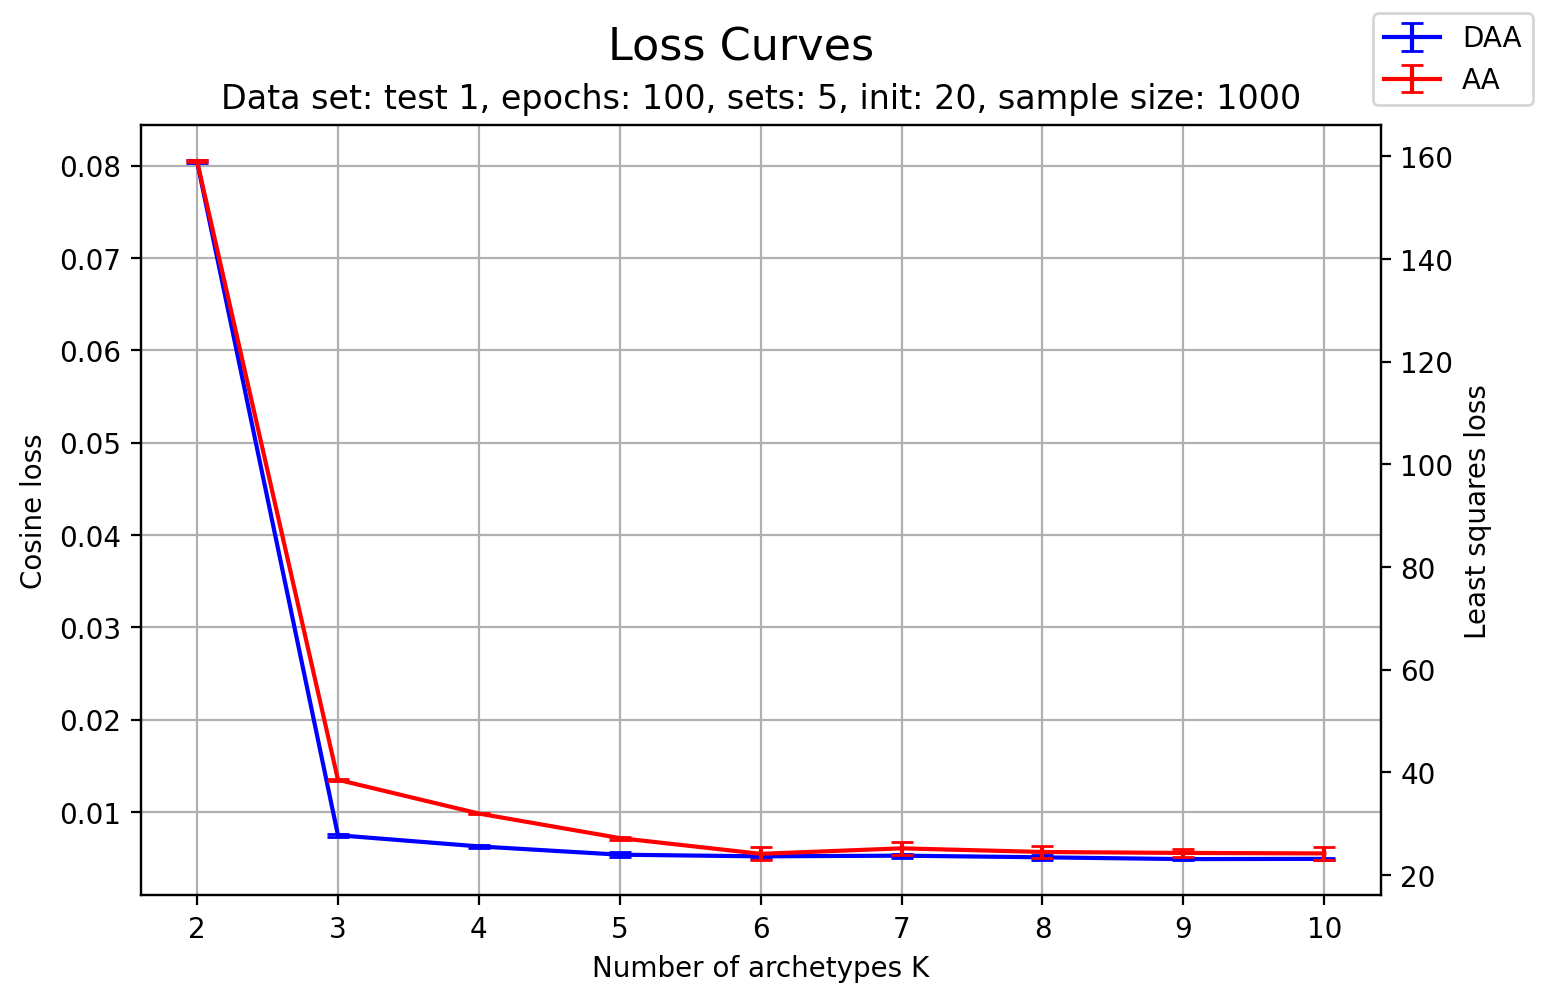 Loss Curves
Data set: test 1, epochs: 100, sets: 5, init: 20, sample size: 1000
DAA
AA
Cosine loss
0.08
0.07
0.06
0.05
0.04
0.03
0.02
0.01
160
140
120
100
80
60
40
20
Least squares loss
2 3 4 5 6 7 8 9 10
Number of archetypes K